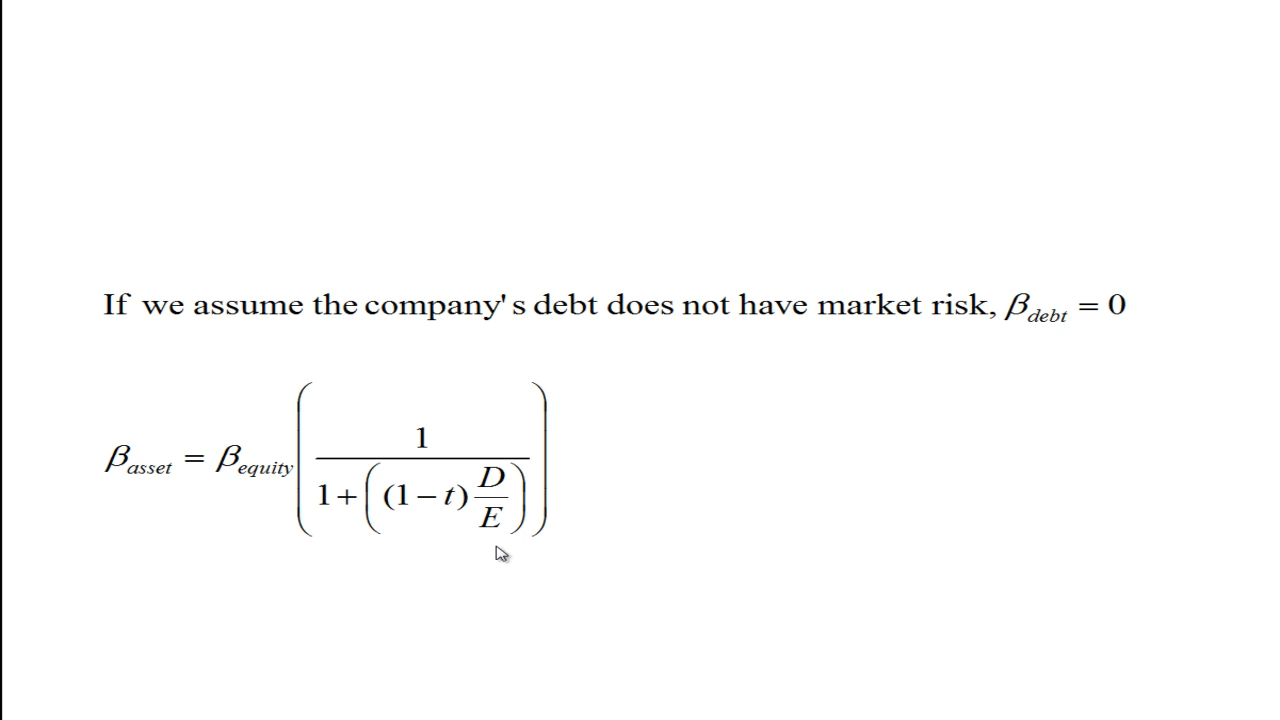 If we assume the company's debt does not have market risk, β_debt = 0
β_asset = β_equity (1 / (1 + ((1 − t) D/E)))